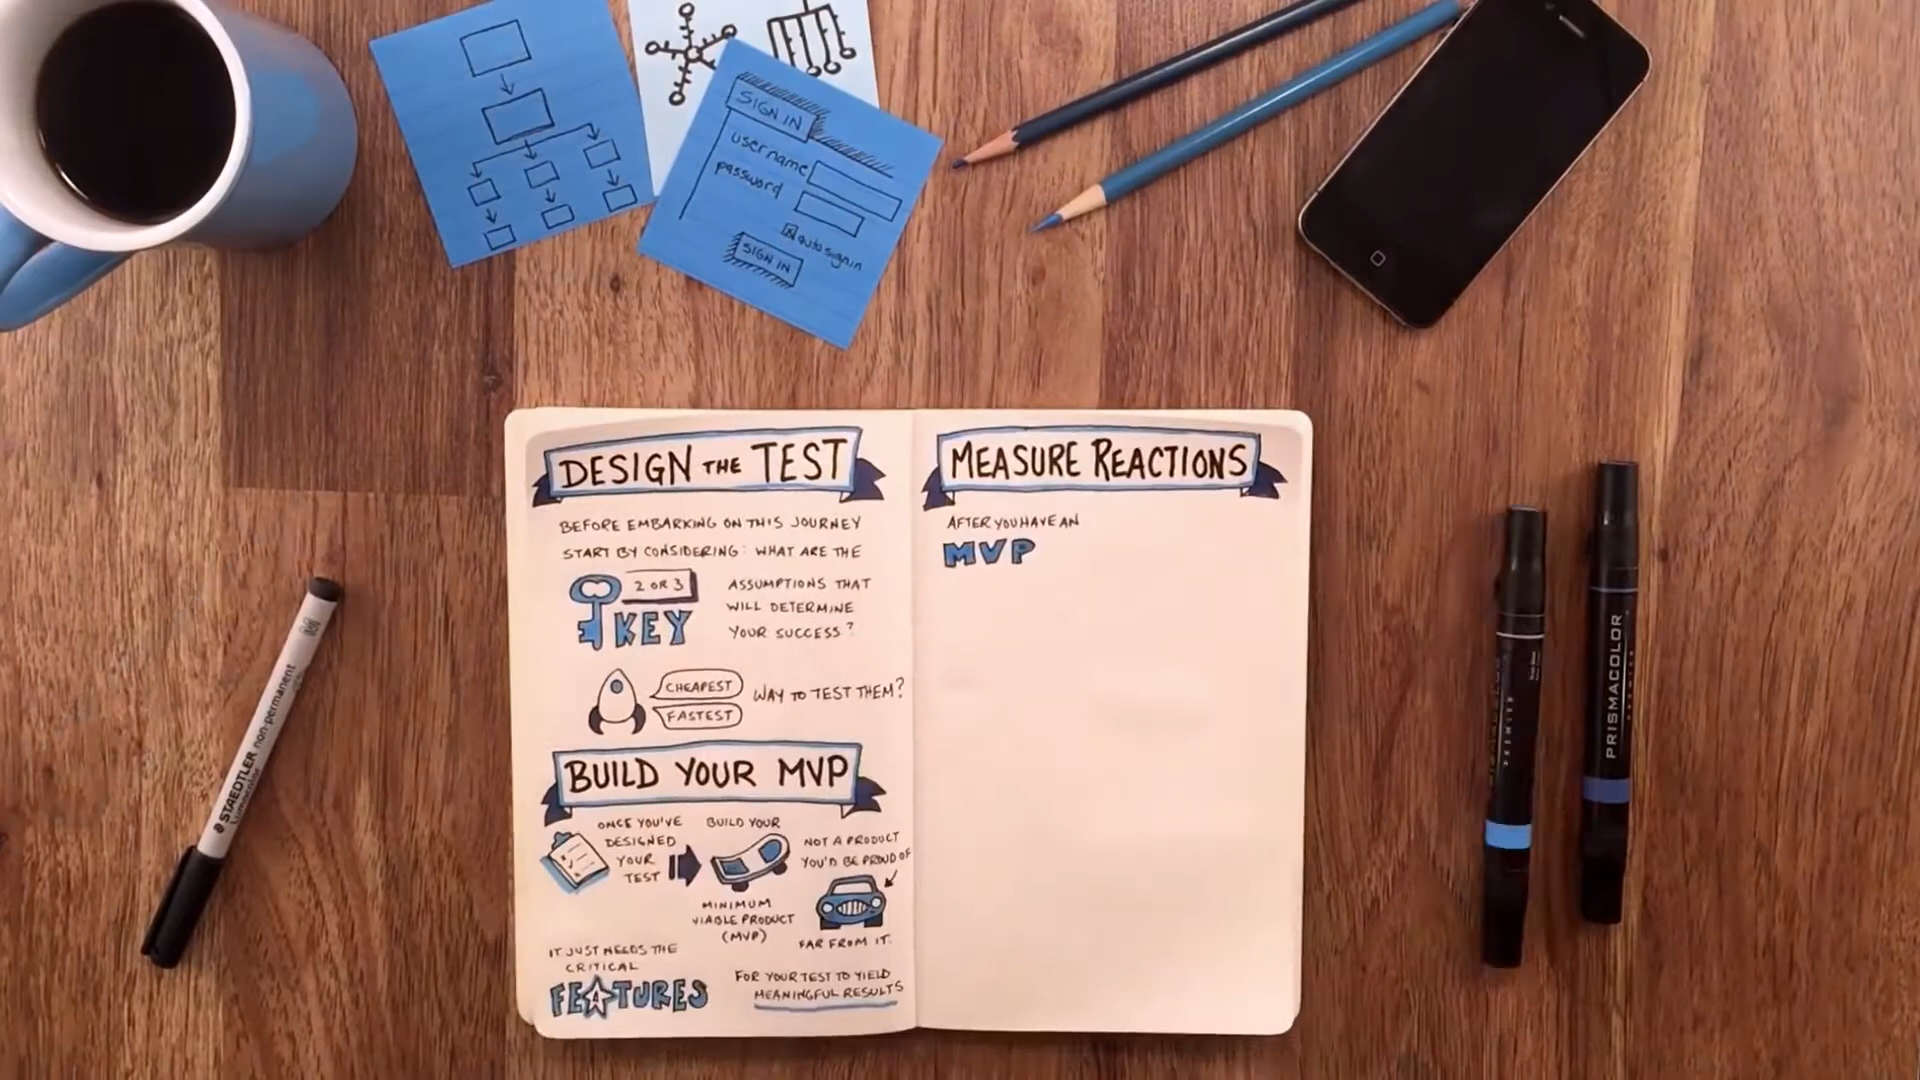 SIGN IN
username
password
auto sign in
SIGN IN
DESIGN THE TEST
BEFORE EMBARKING ON THIS JOURNEY
START BY CONSIDERING: WHAT ARE THE
2 OR 3
KEY
ASSUMPTIONS THAT
WILL DETERMINE
YOUR SUCCESS?
CHEAPEST
FASTEST
WAY TO TEST THEM?
BUILD YOUR MVP
ONCE YOU'VE
DESIGNED
YOUR
TEST
BUILD YOUR
MINIMUM
VIABLE PRODUCT
(MVP)
NOT A PRODUCT
YOU'D BE PROUD OF
FAR FROM IT.
IT JUST NEEDS THE
CRITICAL
FEATURES
FOR YOUR TEST TO YIELD
MEANINGFUL RESULTS
MEASURE REACTIONS
AFTER YOU HAVE AN
MVP
STAEDTLER non-permanent
Lumocolor
M
PREMIER
PRISMACOLOR